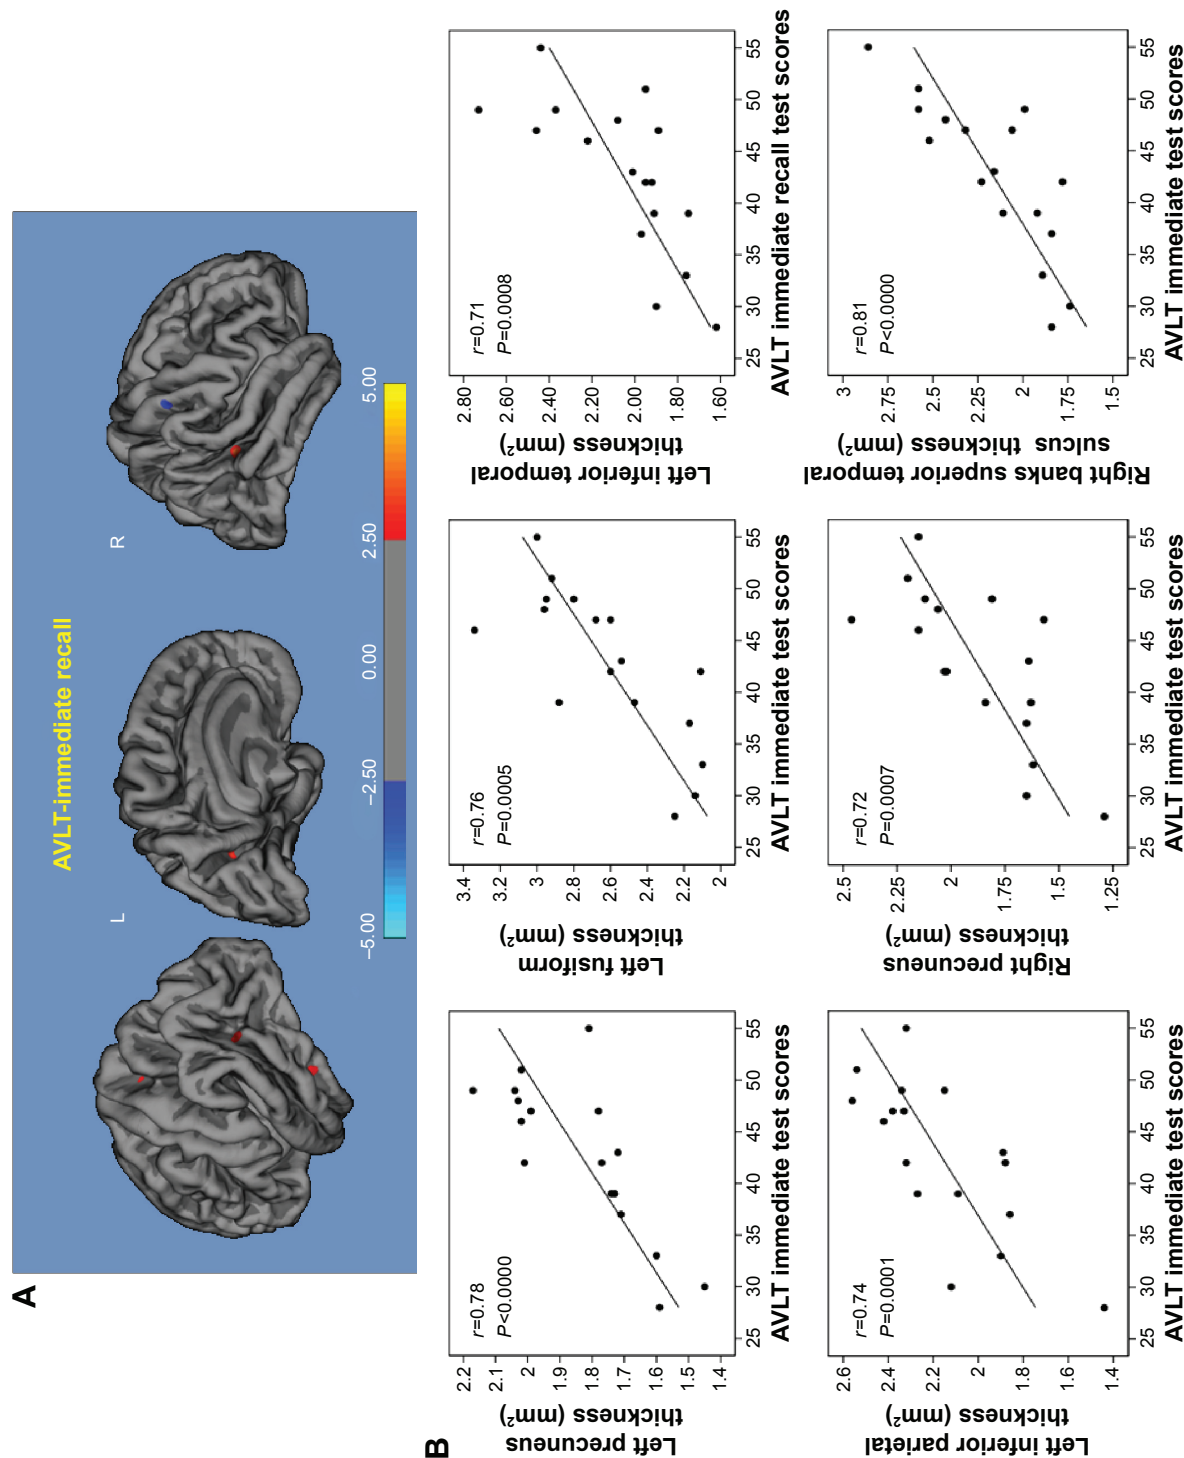 A
AVLT-immediate recall
L
R
−5.00
−2.50
0.00
2.50
5.00
B
Left precuneus
thickness (mm²)
2.2
2.1
2
1.9
1.8
1.7
1.6
1.5
1.4
r=0.78
P<0.0000
25 30 35 40 45 50 55
AVLT immediate test scores
Left fusiform
thickness (mm²)
3.4
3.2
3
2.8
2.6
2.4
2.2
2
r=0.76
P=0.0005
25 30 35 40 45 50 55
AVLT immediate test scores
Left inferior temporal
thickness (mm²)
2.80
2.60
2.40
2.20
2.00
1.80
1.60
r=0.71
P=0.0008
25 30 35 40 45 50 55
AVLT immediate recall test scores
Left inferior parietal
thickness (mm²)
2.6
2.4
2.2
2
1.8
1.6
1.4
r=0.74
P=0.0001
25 30 35 40 45 50 55
AVLT immediate test scores
Right precuneus
thickness (mm²)
2.5
2.25
2
1.75
1.5
1.25
r=0.72
P=0.0007
25 30 35 40 45 50 55
AVLT immediate test scores
Right banks superior temporal
sulcus thickness (mm²)
3
2.75
2.5
2.25
2
1.75
1.5
r=0.81
P<0.0000
25 30 35 40 45 50 55
AVLT immediate test scores